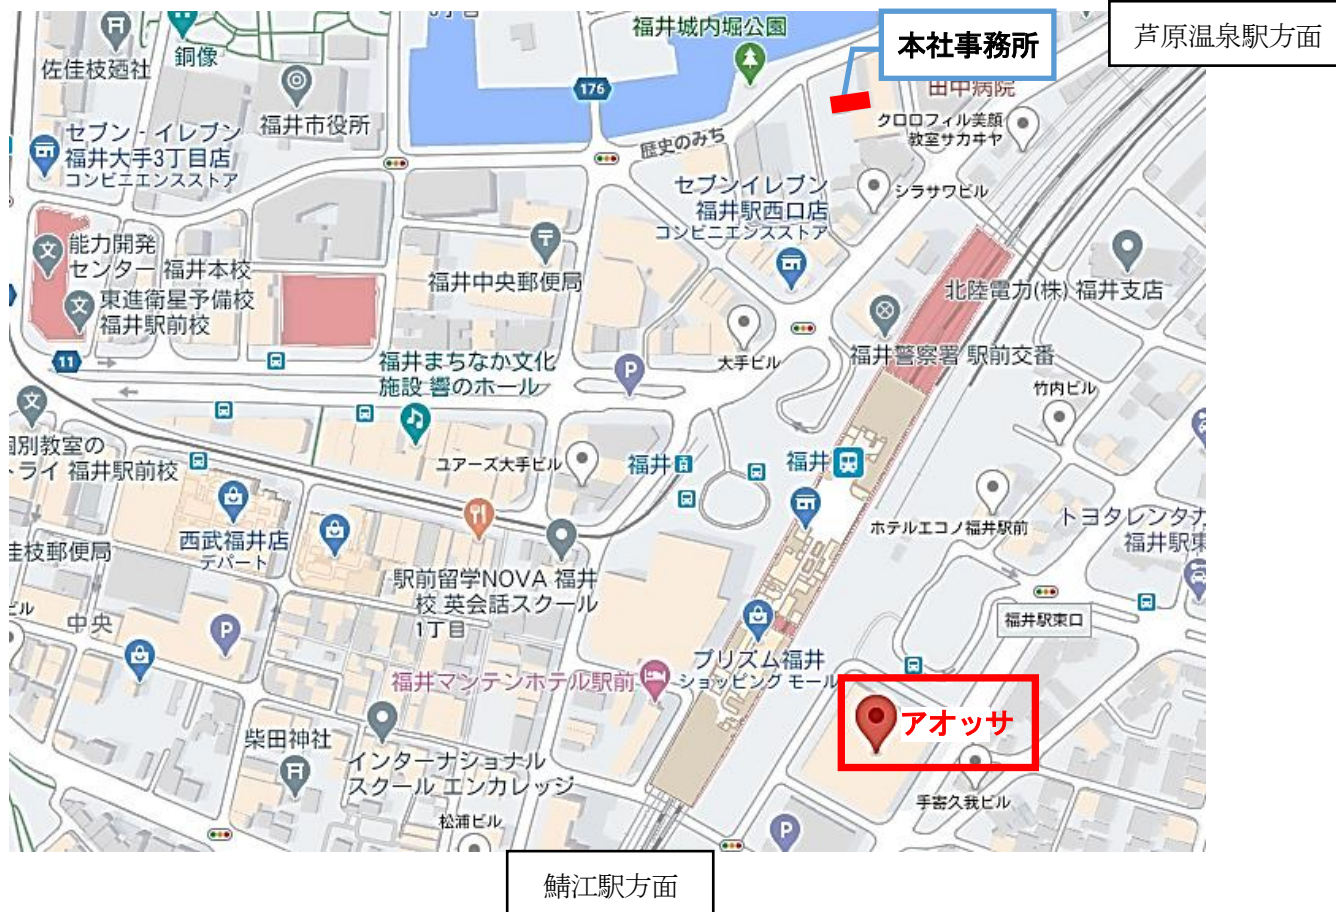 芦原温泉駅方面
本社事務所
福井城内堀公園
銅像
佐佳枝廼社
176
田中病院
福井市役所
クロロフィル美顔
教室サカキヤ
セブン‐イレブン
福井大手3丁目店
コンビニエンスストア
歴史のみち
セブンイレブン
福井駅西口店
コンビニエンスストア
シラサワビル
能力開発
センター 福井本校
東進衛星予備校
福井駅前校
福井中央郵便局
北陸電力(株) 福井支店
11
福井まちなか文化
施設 響のホール
P
大手ビル
福井警察署 駅前交番
竹内ビル
個別教室の
トライ 福井駅前校
ユアーズ大手ビル
福井
福井
西武福井店
デパート
ホテルエコノ福井駅前
トヨタレンタカ
福井駅東
佳枝郵便局
駅前留学NOVA 福井
校 英会話スクール
1丁目
ビル
中央
P
福井駅東口
プリズム福井
ショッピング モール
福井マンテンホテル駅前
アオッサ
柴田神社
インターナショナル
スクール エンカレッジ
松浦ビル
手寄久我ビル
P
鯖江駅方面